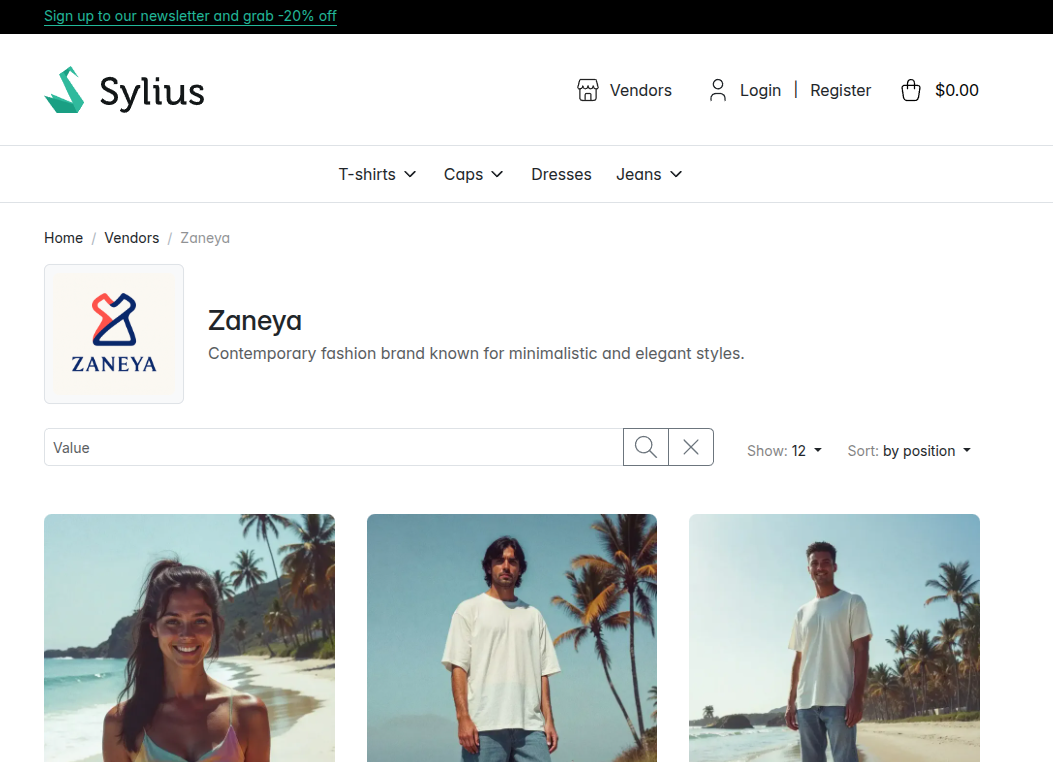 Sign up to our newsletter and grab -20% off
Sylius
Vendors
Login | Register
$0.00
T-shirts
Caps
Dresses
Jeans
Home / Vendors / Zaneya
ZANEYA
Zaneya
Contemporary fashion brand known for minimalistic and elegant styles.
Value
Show: 12
Sort: by position